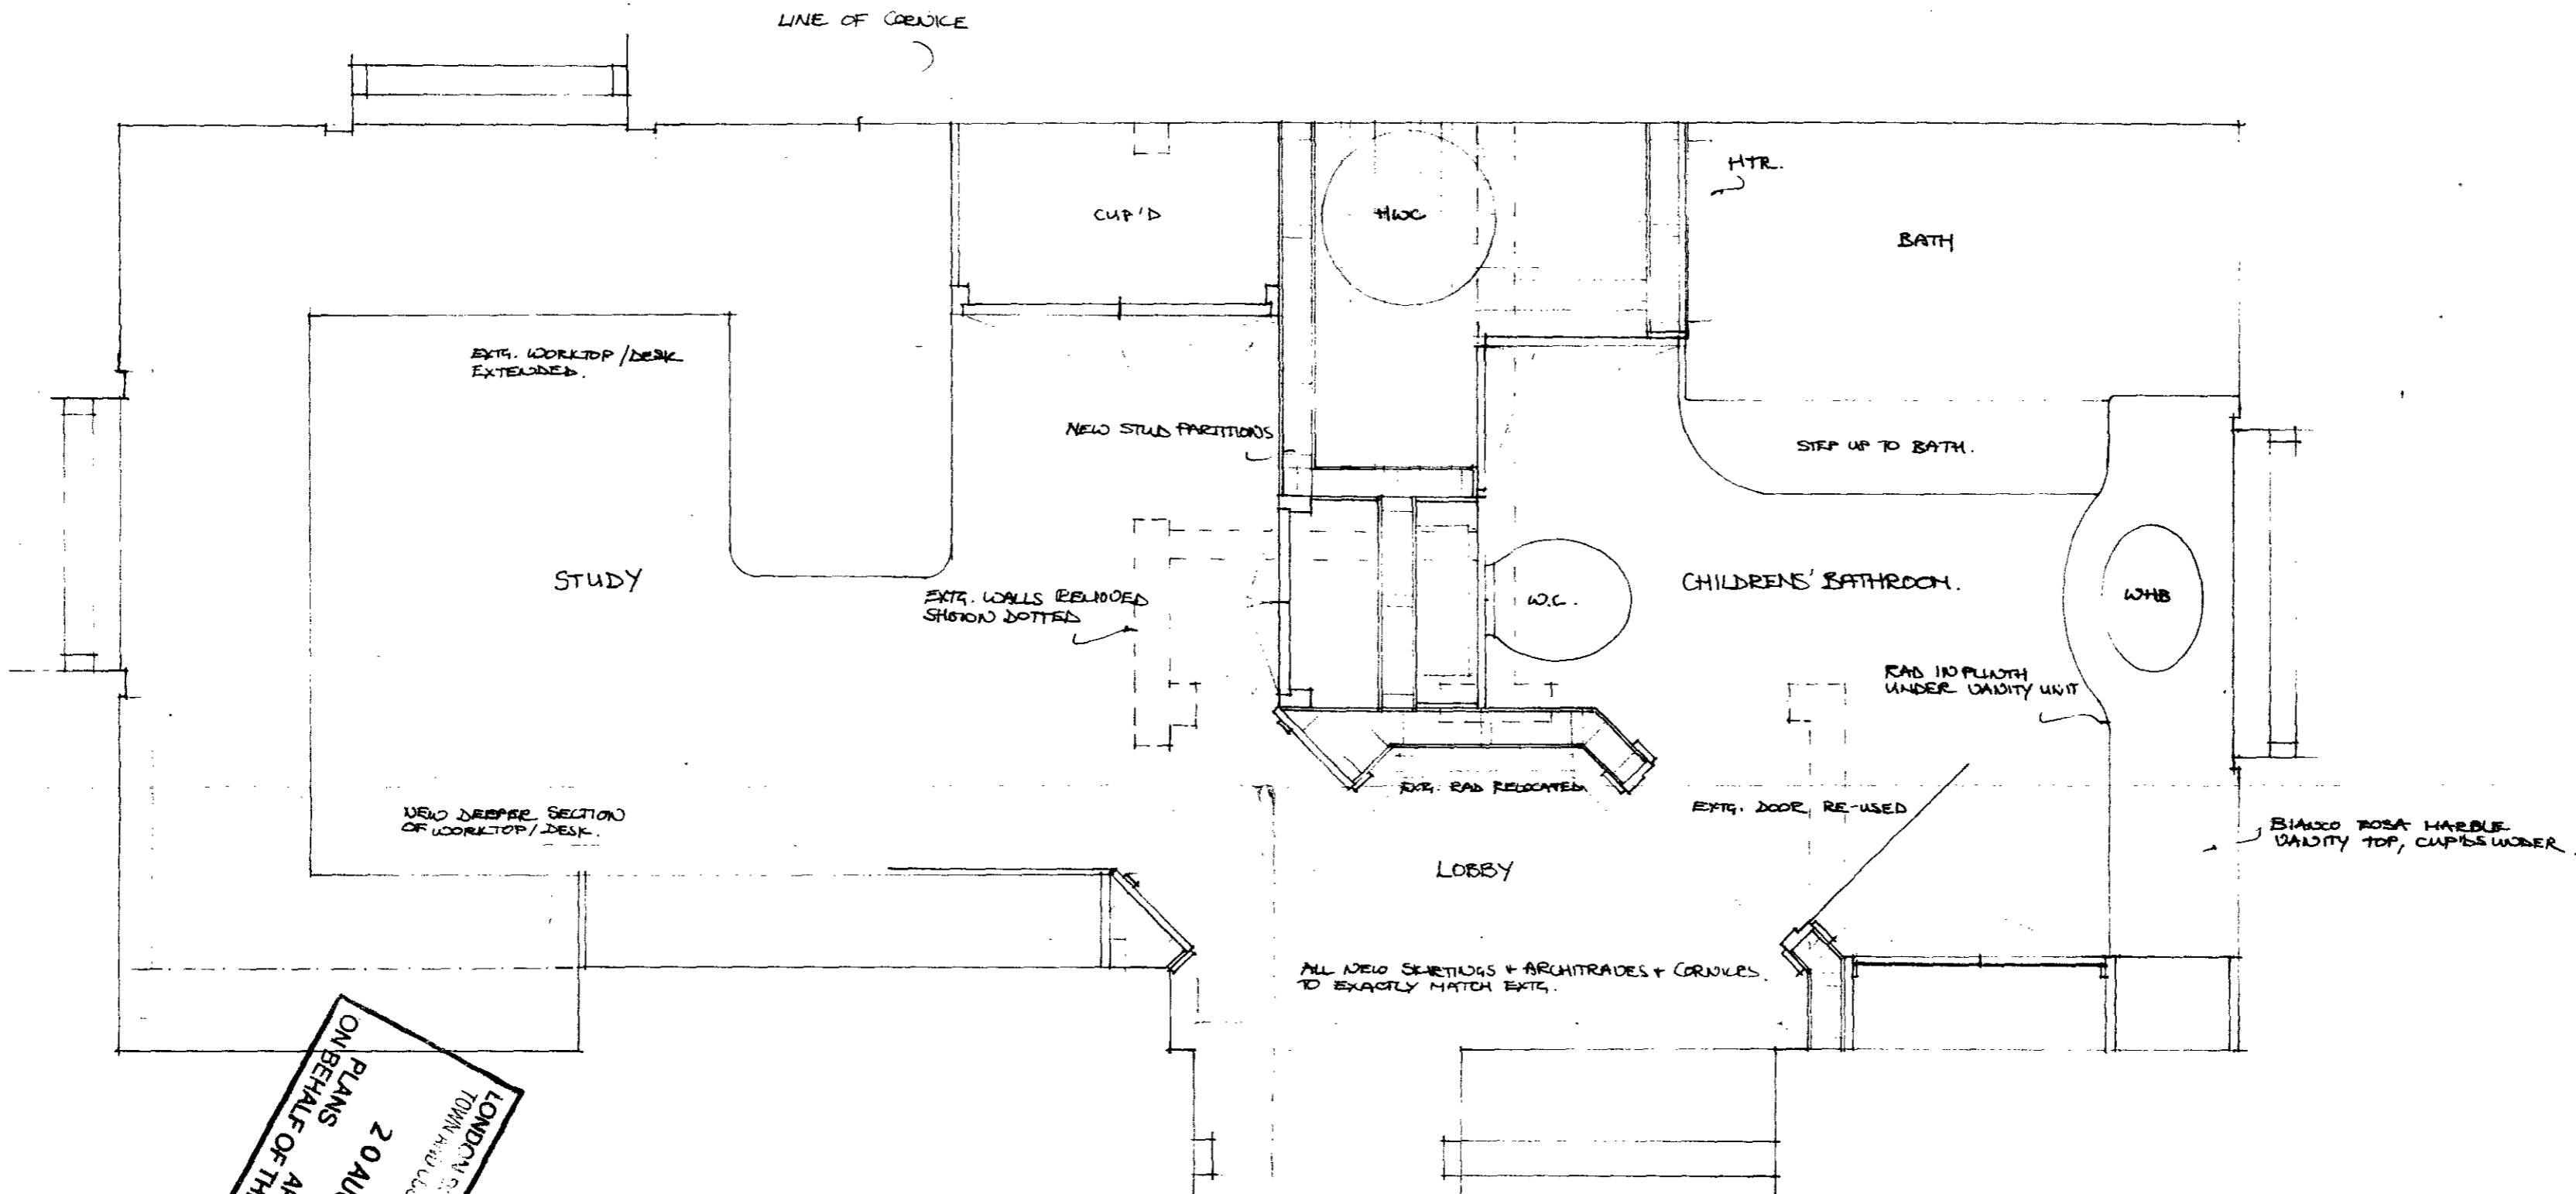 LINE OF CORNICE
HTR.
CUP'D
HWC
BATH
EXTG. WORKTOP/DESK
EXTENDED.
NEW STUD PARTITIONS
STEP UP TO BATH.
STUDY
EXTG. WALLS REMOVED
SHOWN DOTTED
W.C.
CHILDRENS' BATHROOM.
WHB
RAD IN PLINTH
UNDER VANITY UNIT
EXTG. RAD RELOCATED
EXTG. DOOR RE-USED
NEW DEEPER SECTION
OF WORKTOP/DESK.
BIANCO ROSA MARBLE
VANITY TOP, CUP'DS UNDER
LOBBY
ALL NEW SKIRTINGS + ARCHITRAVES + CORNICES.
TO EXACTLY MATCH EXTG.
LONDON
TOWN AND
20 AU
PLANS AP
ON BEHALF OF TH